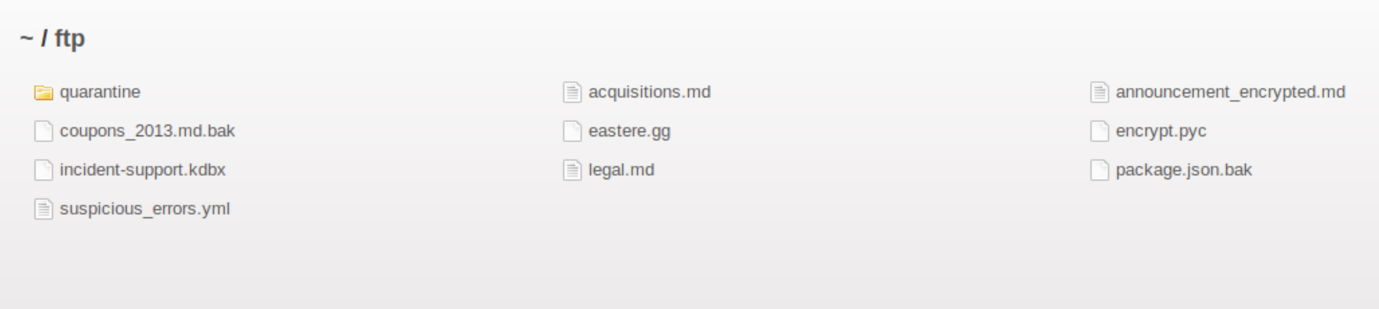 ~ / ftp
quarantine acquisitions.md announcement_encrypted.md
coupons_2013.md.bak eastere.gg encrypt.pyc
incident-support.kdbx legal.md package.json.bak
suspicious_errors.yml